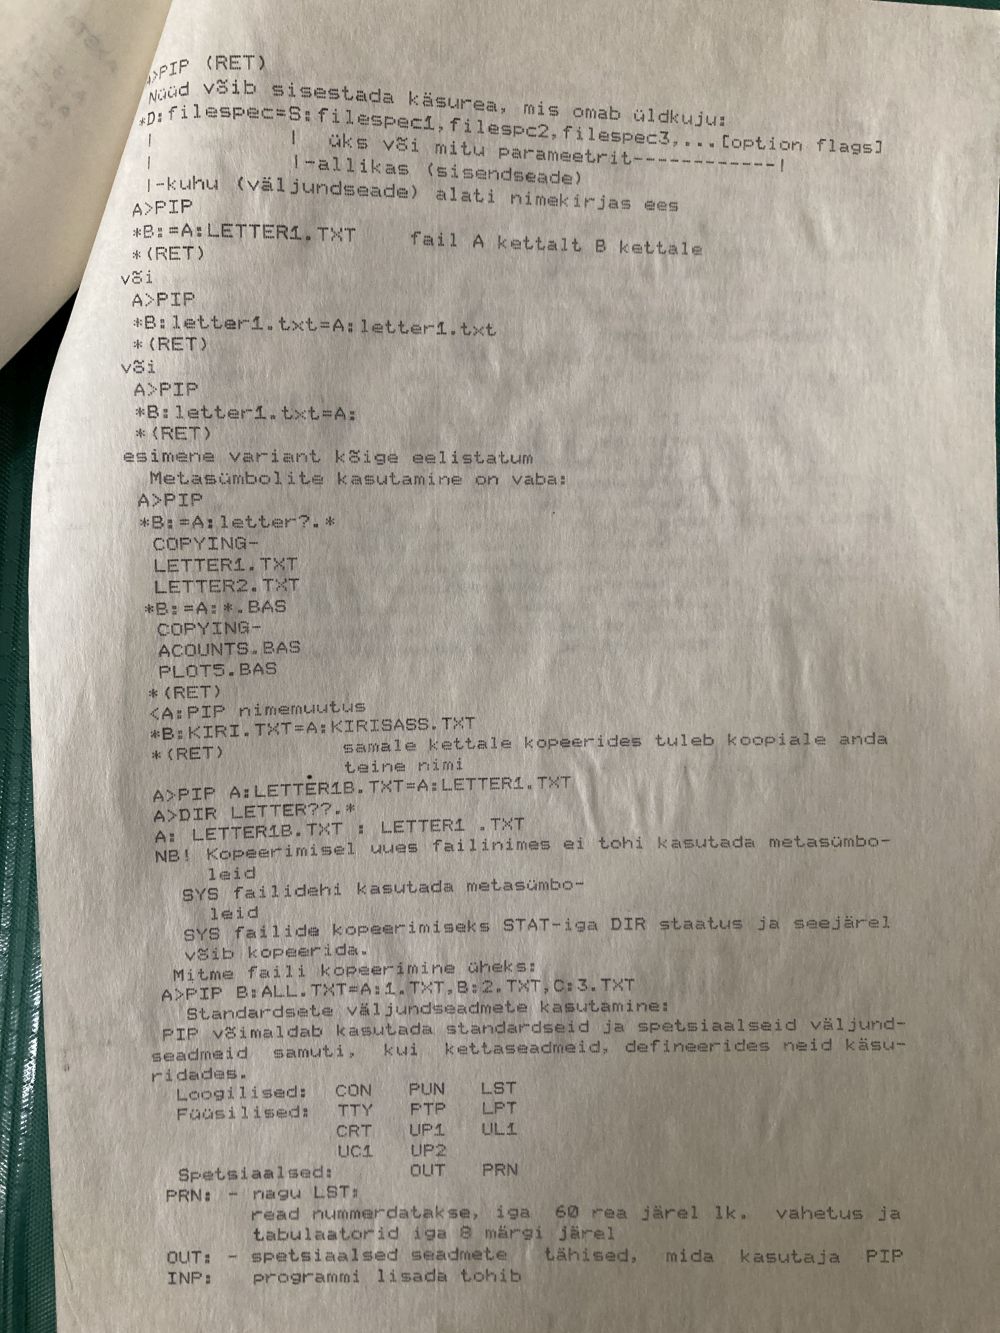 A>PIP (RET)
Nüüd võib sisestada käsurea, mis omab üldkuju:
*D:filespec=S:filespec1,filespc2,filespec3,...[option flags]
|              |   üks või mitu parameetrit------------|
|              |-allikas (sisendseade)
|-kuhu (väljundseade) alati nimekirjas ees
A>PIP
*B:=A:LETTER1.TXT     fail A kettalt B kettale
*(RET)
või
A>PIP
*B:letter1.txt=A:letter1.txt
*(RET)
või
A>PIP
*B:letter1.txt=A:
*(RET)
esimene variant kõige eelistatum
Metasümbolite kasutamine on vaba:
A>PIP
*B:=A:letter?.*
COPYING-
LETTER1.TXT
LETTER2.TXT
*B:=A:*.BAS
COPYING-
ACOUNTS.BAS
PLOTS.BAS
*(RET)
<A:PIP nimemuutus
*B:KIRI.TXT=A:KIRISASS.TXT
*(RET)           samale kettale kopeerides tuleb koopiale anda
teine nimi
A>PIP A:LETTER1B.TXT=A:LETTER1.TXT
A>DIR LETTER??.*
A: LETTER1B.TXT : LETTER1 .TXT
NB! Kopeerimisel uues failinimes ei tohi kasutada metasümbo-
leid
SYS failidehi kasutada metasümbo-
leid
SYS failide kopeerimiseks STAT-iga DIR staatus ja seejärel
võib kopeerida.
Mitme faili kopeerimine üheks:
A>PIP B:ALL.TXT=A:1.TXT,B:2.TXT,C:3.TXT
Standardsete väljundseadmete kasutamine:
PIP võimaldab kasutada standardseid ja spetsiaalseid väljund-
seadmeid samuti, kui kettaseadmeid, defineerides neid käsu-
ridades.
Loogilised:   CON    PUN    LST
Füüsilised:   TTY    PTP    LPT
CRT    UP1    UL1
UC1    UP2
Spetsiaalsed:        OUT    PRN
PRN: - nagu LST:
read nummerdatakse, iga 60 rea järel lk. vahetus ja
tabulaatorid iga 8 märgi järel
OUT: - spetsiaalsed seadmete tähised, mida kasutaja PIP
INP:   programmi lisada tohib